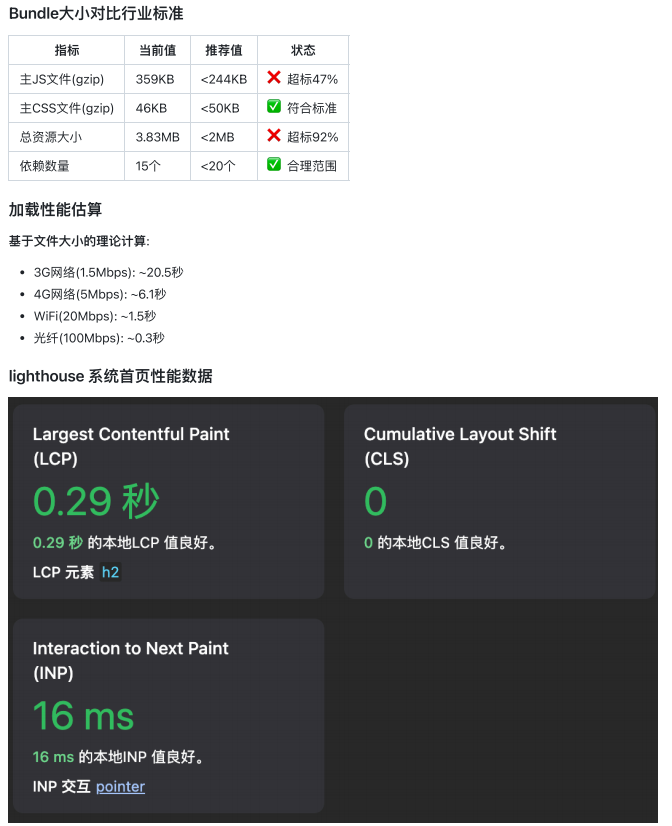 Bundle大小对比行业标准
指标 当前值 推荐值 状态
主JS文件(gzip) 359KB <244KB ❌ 超标47%
主CSS文件(gzip) 46KB <50KB ✅ 符合标准
总资源大小 3.83MB <2MB ❌ 超标92%
依赖数量 15个 <20个 ✅ 合理范围
加载性能估算
基于文件大小的理论计算:
• 3G网络(1.5Mbps): ~20.5秒
• 4G网络(5Mbps): ~6.1秒
• WiFi(20Mbps): ~1.5秒
• 光纤(100Mbps): ~0.3秒
lighthouse 系统首页性能数据
Largest Contentful Paint
(LCP)
0.29 秒
0.29 秒 的本地LCP 值良好。
LCP 元素 h2
Cumulative Layout Shift
(CLS)
0
0 的本地CLS 值良好。
Interaction to Next Paint
(INP)
16 ms
16 ms 的本地INP 值良好。
INP 交互 pointer